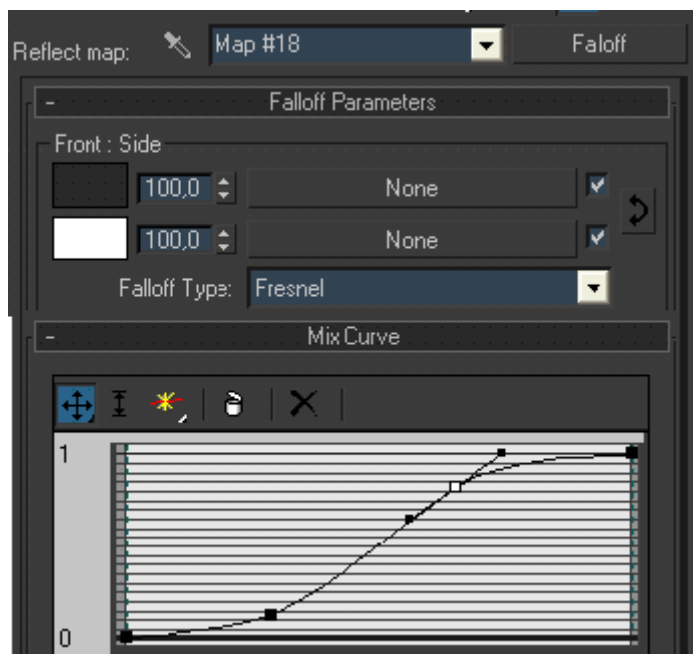 Reflect map: Map #18 Faloff
- Falloff Parameters
Front : Side
100,0 None
100,0 None
Falloff Type: Fresnel
- Mix Curve
1
0